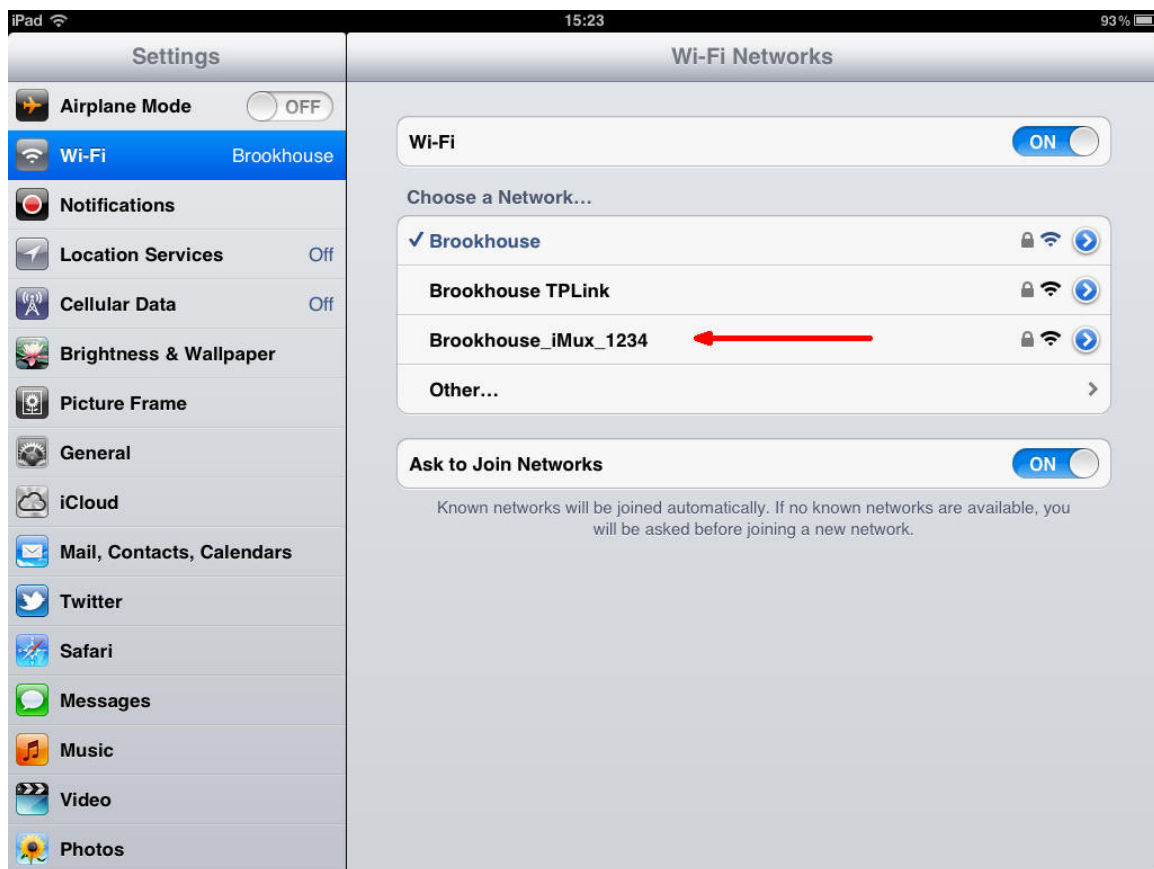 iPad 15:23 93%
Settings
Wi-Fi Networks
Airplane Mode OFF
Wi-Fi Brookhouse
Notifications
Location Services Off
Cellular Data Off
Brightness & Wallpaper
Picture Frame
General
iCloud
Mail, Contacts, Calendars
Twitter
Safari
Messages
Music
Video
Photos
Wi-Fi ON
Choose a Network...
Brookhouse
Brookhouse TPLink
Brookhouse_iMux_1234
Other...
Ask to Join Networks ON
Known networks will be joined automatically. If no known networks are available, you
will be asked before joining a new network.